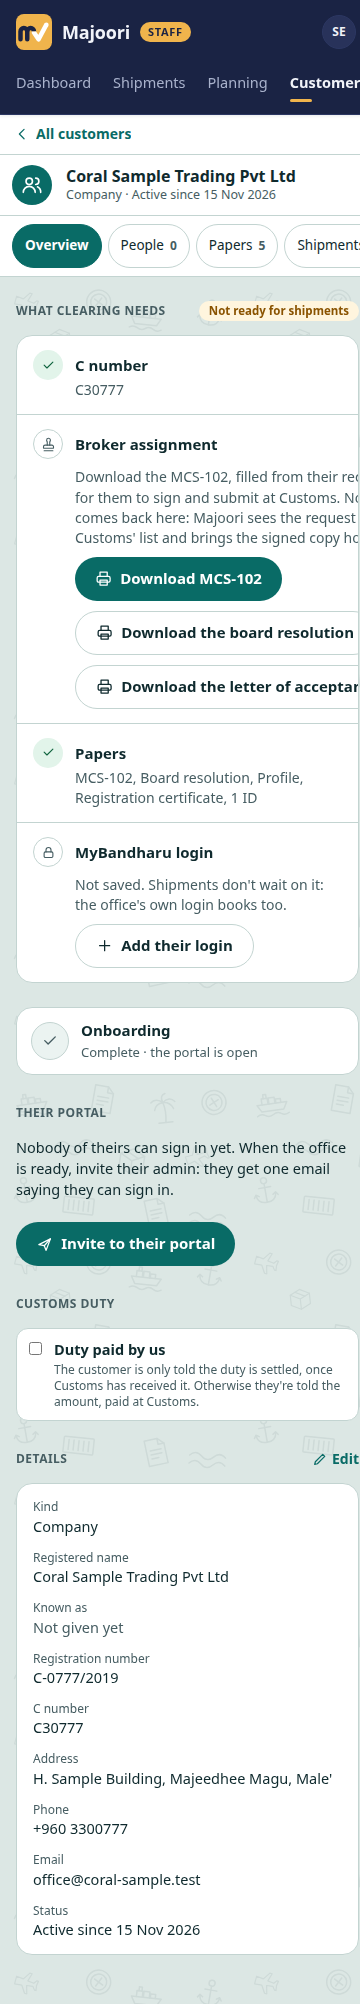 Majoori STAFF SE
Dashboard Shipments Planning Customer
All customers
Coral Sample Trading Pvt Ltd
Company · Active since 15 Nov 2026
Overview People 0 Papers 5 Shipments
WHAT CLEARING NEEDS Not ready for shipments
C number
C30777
Broker assignment
Download the MCS-102, filled from their rec
for them to sign and submit at Customs. No
comes back here: Majoori sees the request
Customs' list and brings the signed copy ho
Download MCS-102
Download the board resolution
Download the letter of acceptan
Papers
MCS-102, Board resolution, Profile,
Registration certificate, 1 ID
MyBandharu login
Not saved. Shipments don't wait on it:
the office's own login books too.
Add their login
Onboarding
Complete · the portal is open
THEIR PORTAL
Nobody of theirs can sign in yet. When the office
is ready, invite their admin: they get one email
saying they can sign in.
Invite to their portal
CUSTOMS DUTY
Duty paid by us
The customer is only told the duty is settled, once
Customs has received it. Otherwise they're told the
amount, paid at Customs.
DETAILS Edit
Kind
Company
Registered name
Coral Sample Trading Pvt Ltd
Known as
Not given yet
Registration number
C-0777/2019
C number
C30777
Address
H. Sample Building, Majeedhee Magu, Male'
Phone
+960 3300777
Email
office@coral-sample.test
Status
Active since 15 Nov 2026